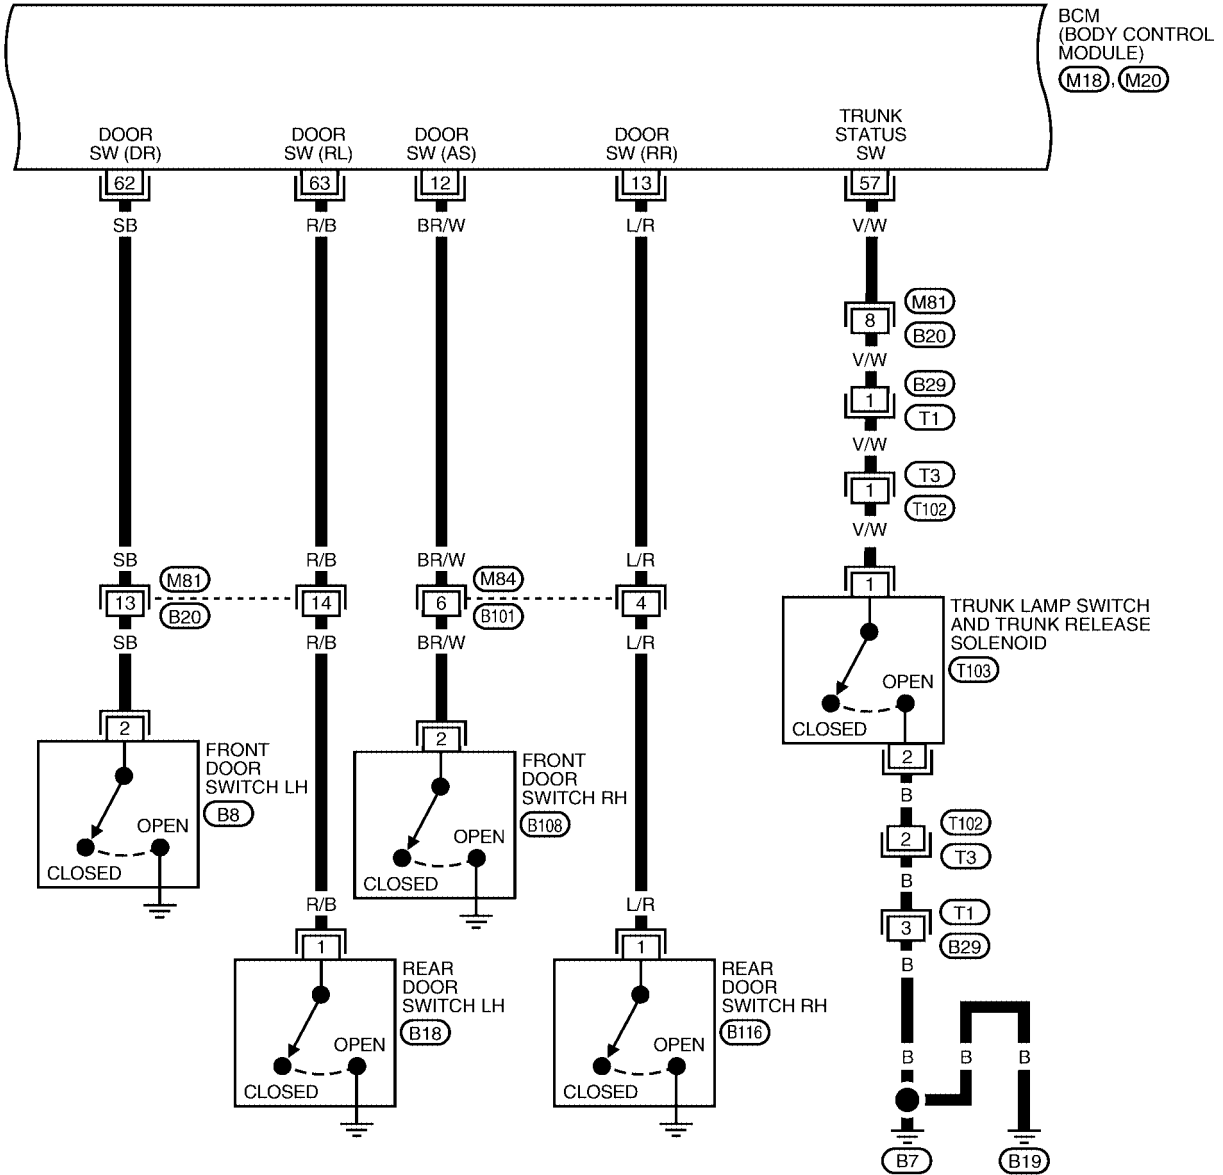 BCM
(BODY CONTROL
MODULE)
M18, M20
DOOR
SW (DR)
DOOR
SW (RL)
DOOR
SW (AS)
DOOR
SW (RR)
TRUNK
STATUS
SW
62 63 12 13 57
SB R/B BR/W L/R V/W
8 M81
B20
V/W
1 B29
T1
V/W
1 T3
T102
V/W
SB R/B BR/W L/R
13 M81
B20
14
6 M84
B101
4
SB R/B BR/W L/R
1
TRUNK LAMP SWITCH
AND TRUNK RELEASE
SOLENOID
T103
OPEN
CLOSED
2
B
2
FRONT
DOOR
SWITCH LH
B8
OPEN
CLOSED
2
FRONT
DOOR
SWITCH RH
B108
OPEN
CLOSED
2 T102
T3
B
3 T1
B29
B
R/B L/R
1
REAR
DOOR
SWITCH LH
B18
OPEN
CLOSED
1
REAR
DOOR
SWITCH RH
B116
OPEN
CLOSED
B B B
B7 B19